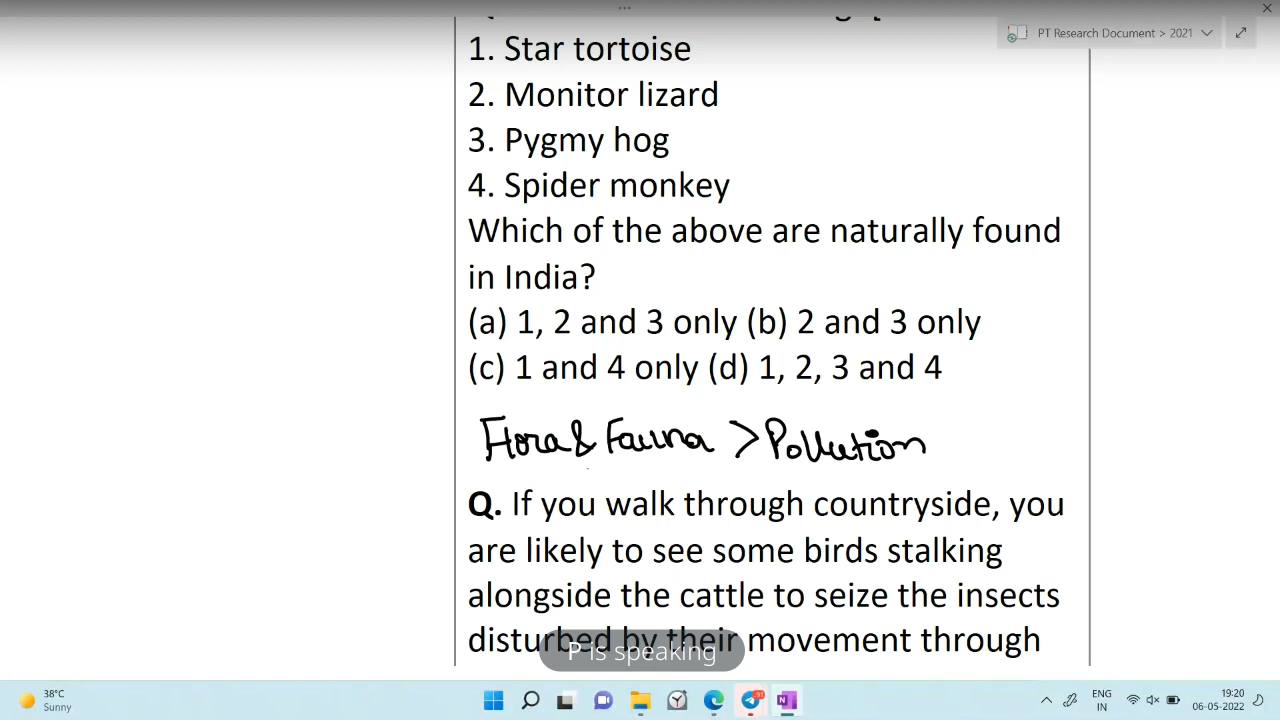 PT Research Document > 2021
1. Star tortoise
2. Monitor lizard
3. Pygmy hog
4. Spider monkey
Which of the above are naturally found
in India?
(a) 1, 2 and 3 only (b) 2 and 3 only
(c) 1 and 4 only (d) 1, 2, 3 and 4
Flora & Fauna > Pollution
Q. If you walk through countryside, you
are likely to see some birds stalking
alongside the cattle to seize the insects
disturbed by their movement through
P is speaking
38°C
Sunny
31
ENG
IN
19:20
06-05-2022